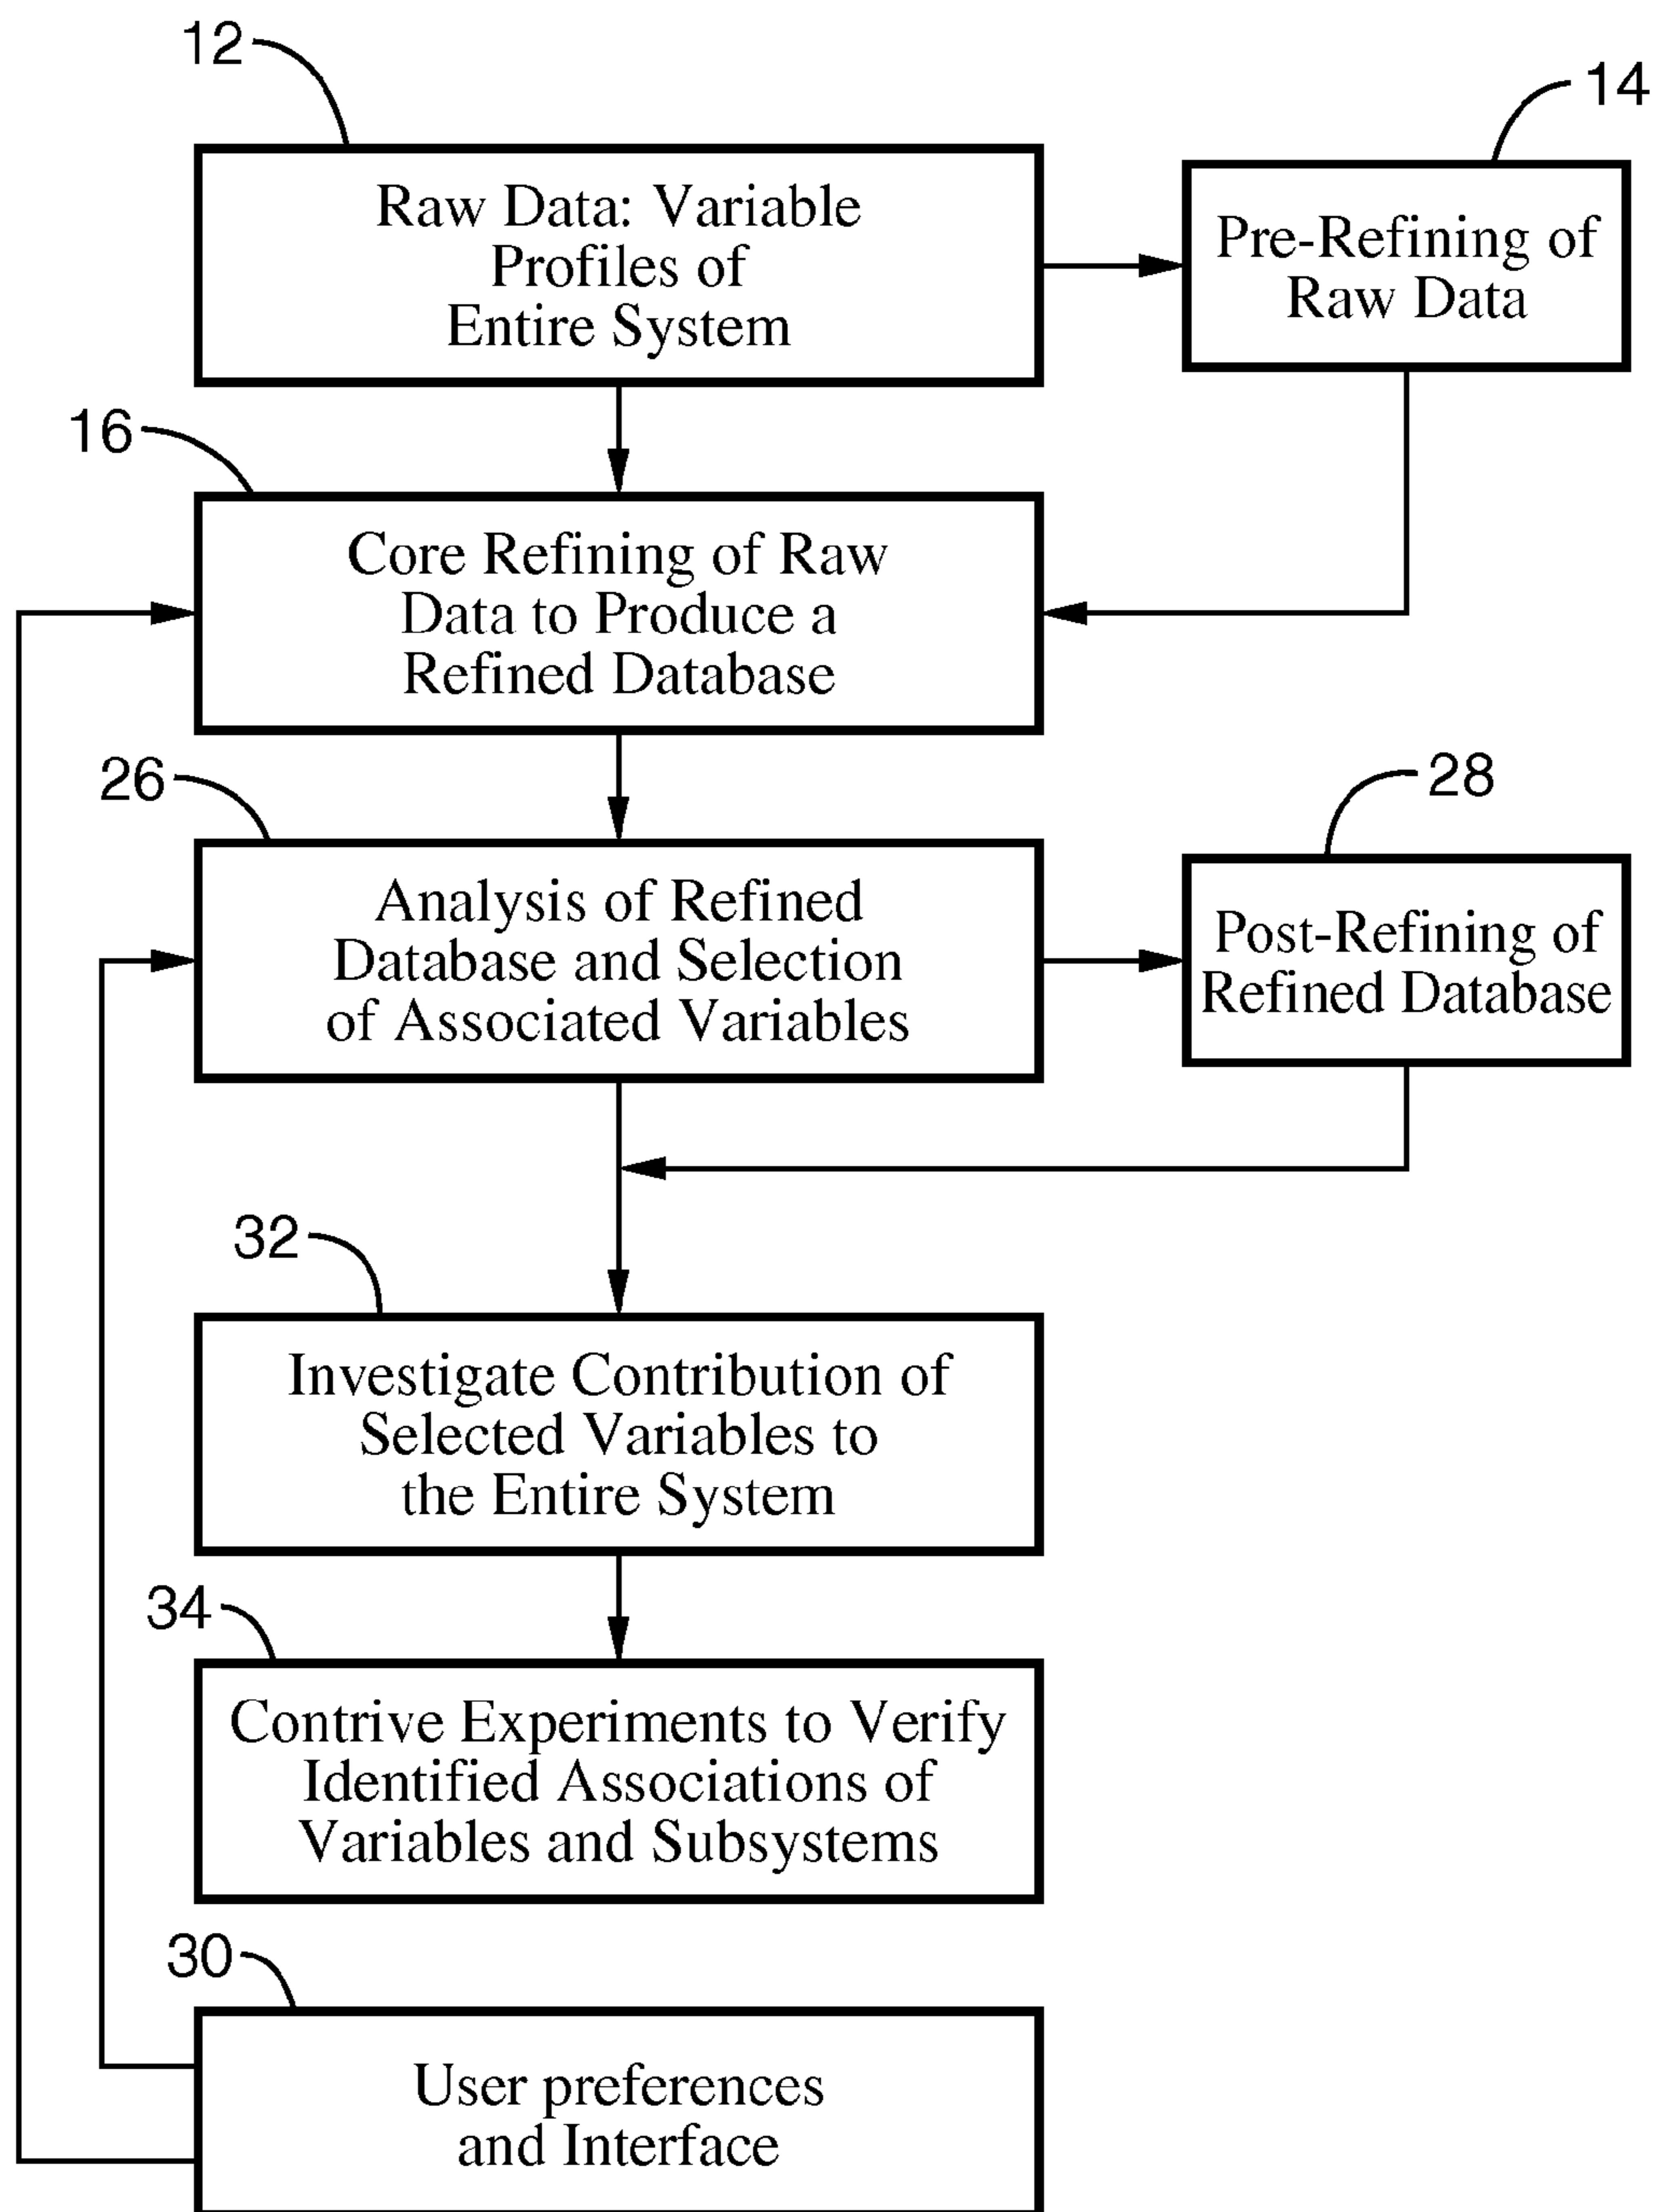 12
14
Raw Data: Variable
Profiles of
Entire System
Pre-Refining of
Raw Data
16
Core Refining of Raw
Data to Produce a
Refined Database
26
28
Analysis of Refined
Database and Selection
of Associated Variables
Post-Refining of
Refined Database
32
Investigate Contribution of
Selected Variables to
the Entire System
34
Contrive Experiments to Verify
Identified Associations of
Variables and Subsystems
30
User preferences
and Interface